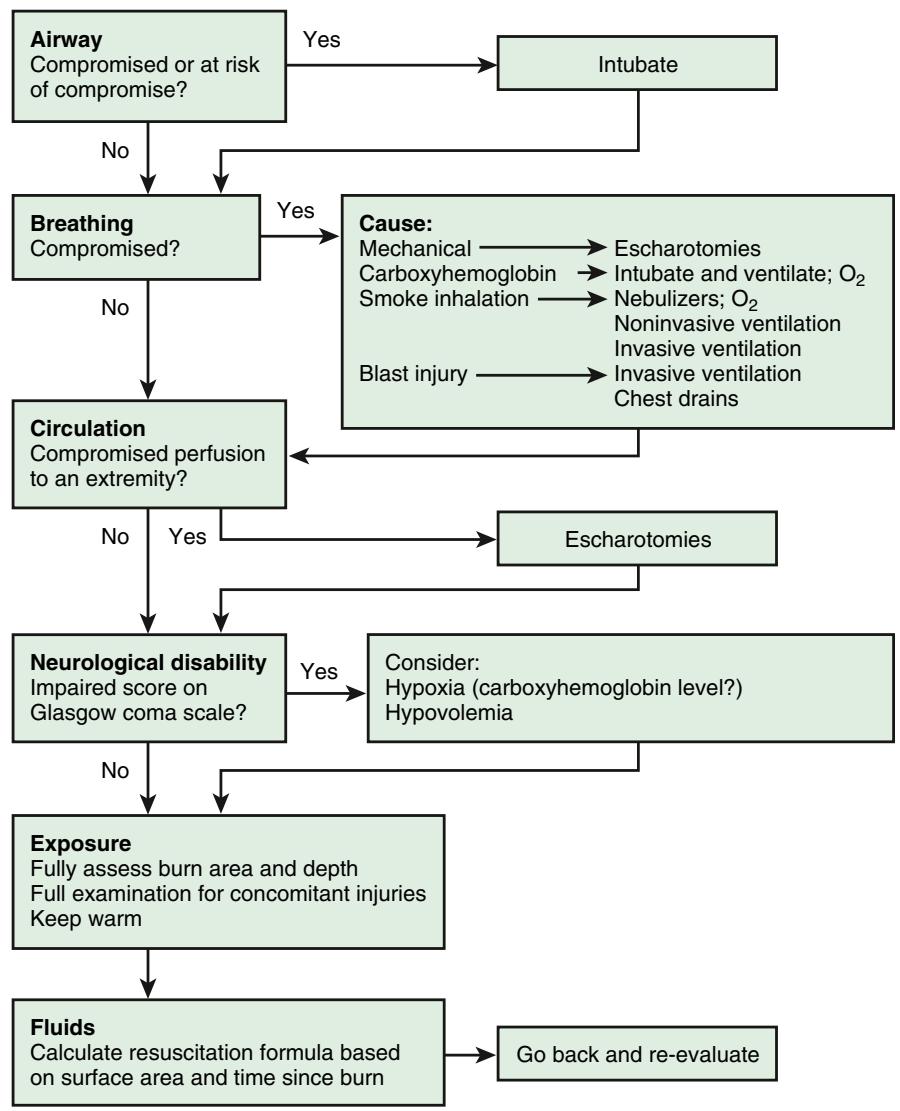 Airway
Compromised or at risk
of compromise?
Yes
Intubate
No
Breathing
Compromised?
Yes
Cause:
Mechanical Escharotomies
Carboxyhemoglobin Intubate and ventilate; O₂
Smoke inhalation Nebulizers; O₂
Noninvasive ventilation
Invasive ventilation
Blast injury Invasive ventilation
Chest drains
No
Circulation
Compromised perfusion
to an extremity?
No Yes
Escharotomies
Neurological disability
Impaired score on
Glasgow coma scale?
Yes
Consider:
Hypoxia (carboxyhemoglobin level?)
Hypovolemia
No
Exposure
Fully assess burn area and depth
Full examination for concomitant injuries
Keep warm
Fluids
Calculate resuscitation formula based
on surface area and time since burn
Go back and re-evaluate